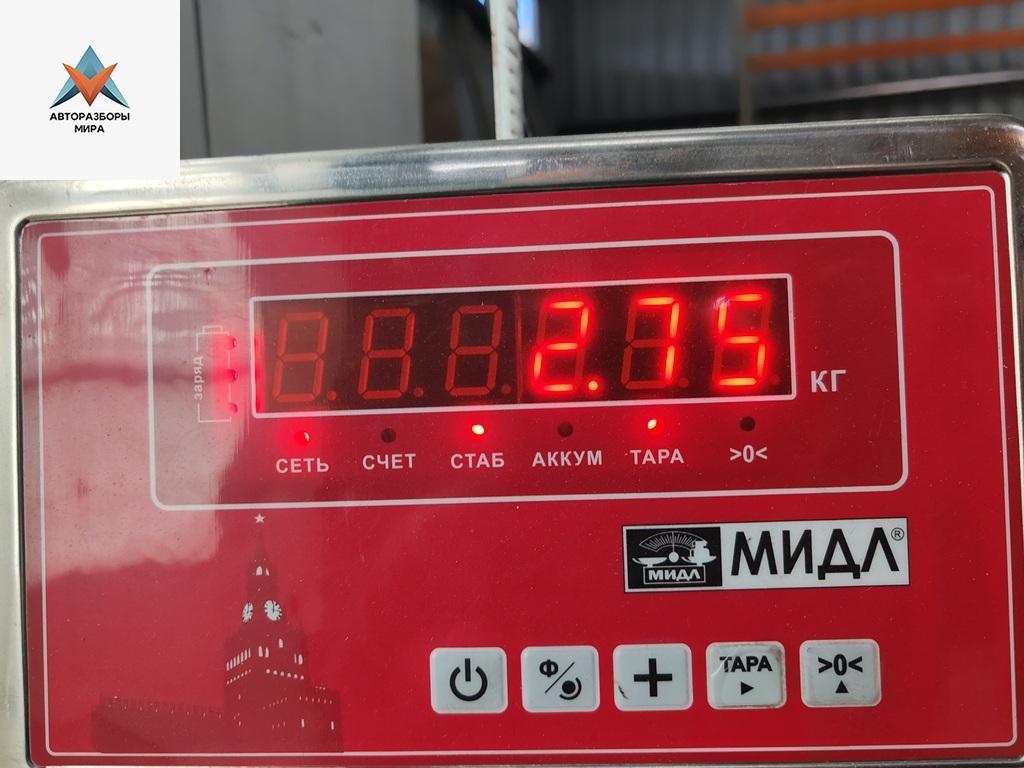 АВТОРАЗБОРЫ
МИРА
заряд
2.75
КГ
СЕТЬ СЧЕТ СТАБ АККУМ ТАРА >0<
МИДЛ МИДЛ®
Ф ТАРА >0<